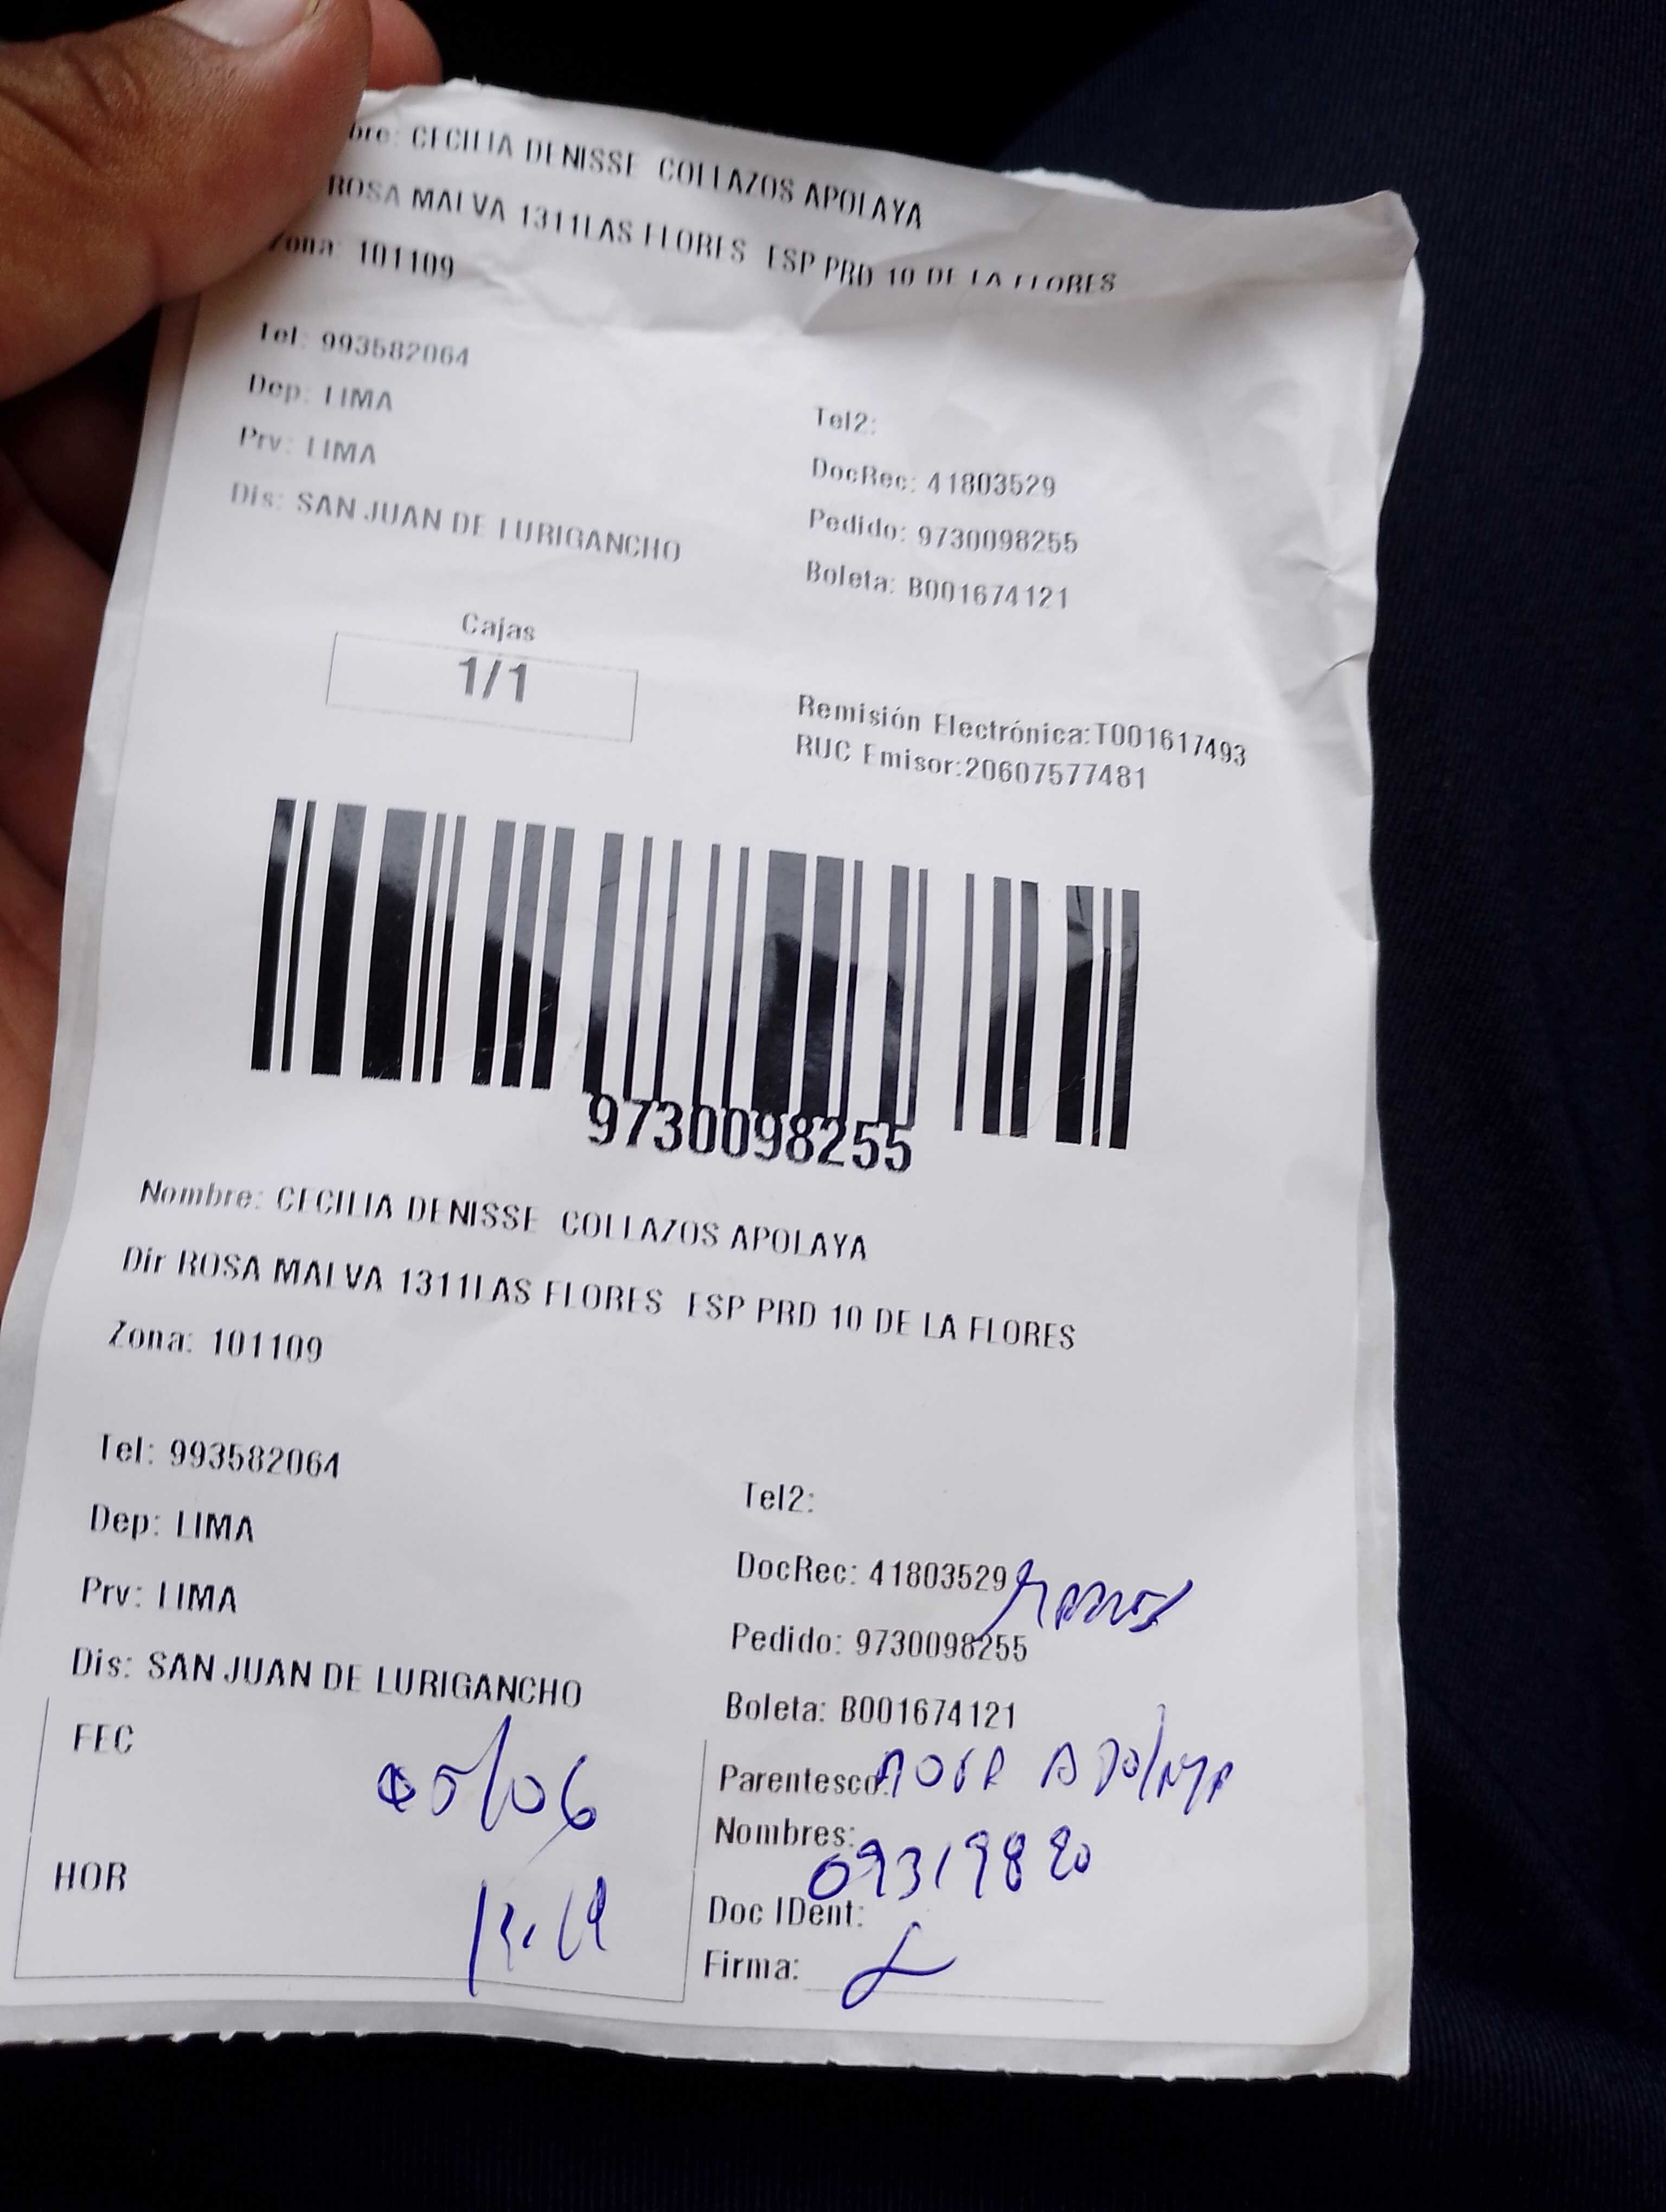 bre: CECILIA DENISSE COLLAZOS APOLAYA
ROSA MALVA 1311LAS FLORES ESP PRD 10 DE LA FLORES
Zona: 101109
Tel: 993582064
Dep: LIMA
Tel2:
Prv: LIMA
DocRec: 41803529
Dis: SAN JUAN DE LURIGANCHO
Pedido: 9730098255
Boleta: B001674121
Cajas
1/1
Remisión Electrónica:T001617493
RUC Emisor:20607577481
9730098255
Nombre: CECILIA DENISSE COLLAZOS APOLAYA
Dir ROSA MALVA 1311LAS FLORES ESP PRD 10 DE LA FLORES
Zona: 101109
Tel: 993582064
Tel2:
Dep: LIMA
DocRec: 41803529
Prv: LIMA
Pedido: 9730098255
Dis: SAN JUAN DE LURIGANCHO
Boleta: B001674121
FEC 05/06
Parentesco:
Nombres:
09319820
HOR
Doc IDent:
Firma: